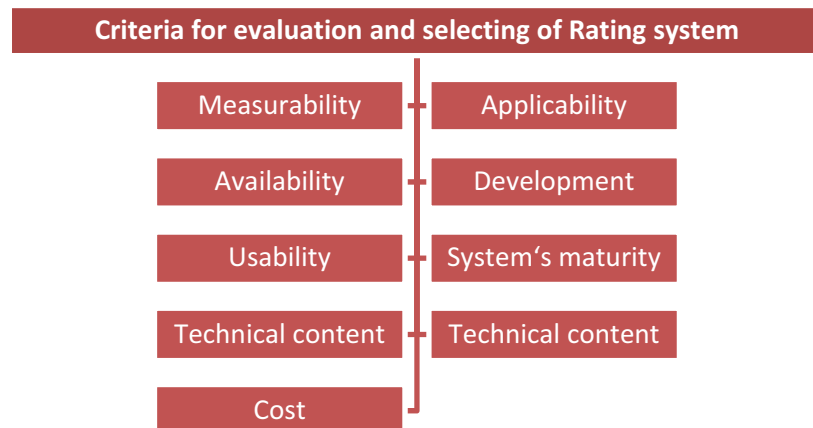 Criteria for evaluation and selecting of Rating system
Measurability
Applicability
Availability
Development
Usability
System‘s maturity
Technical content
Technical content
Cost